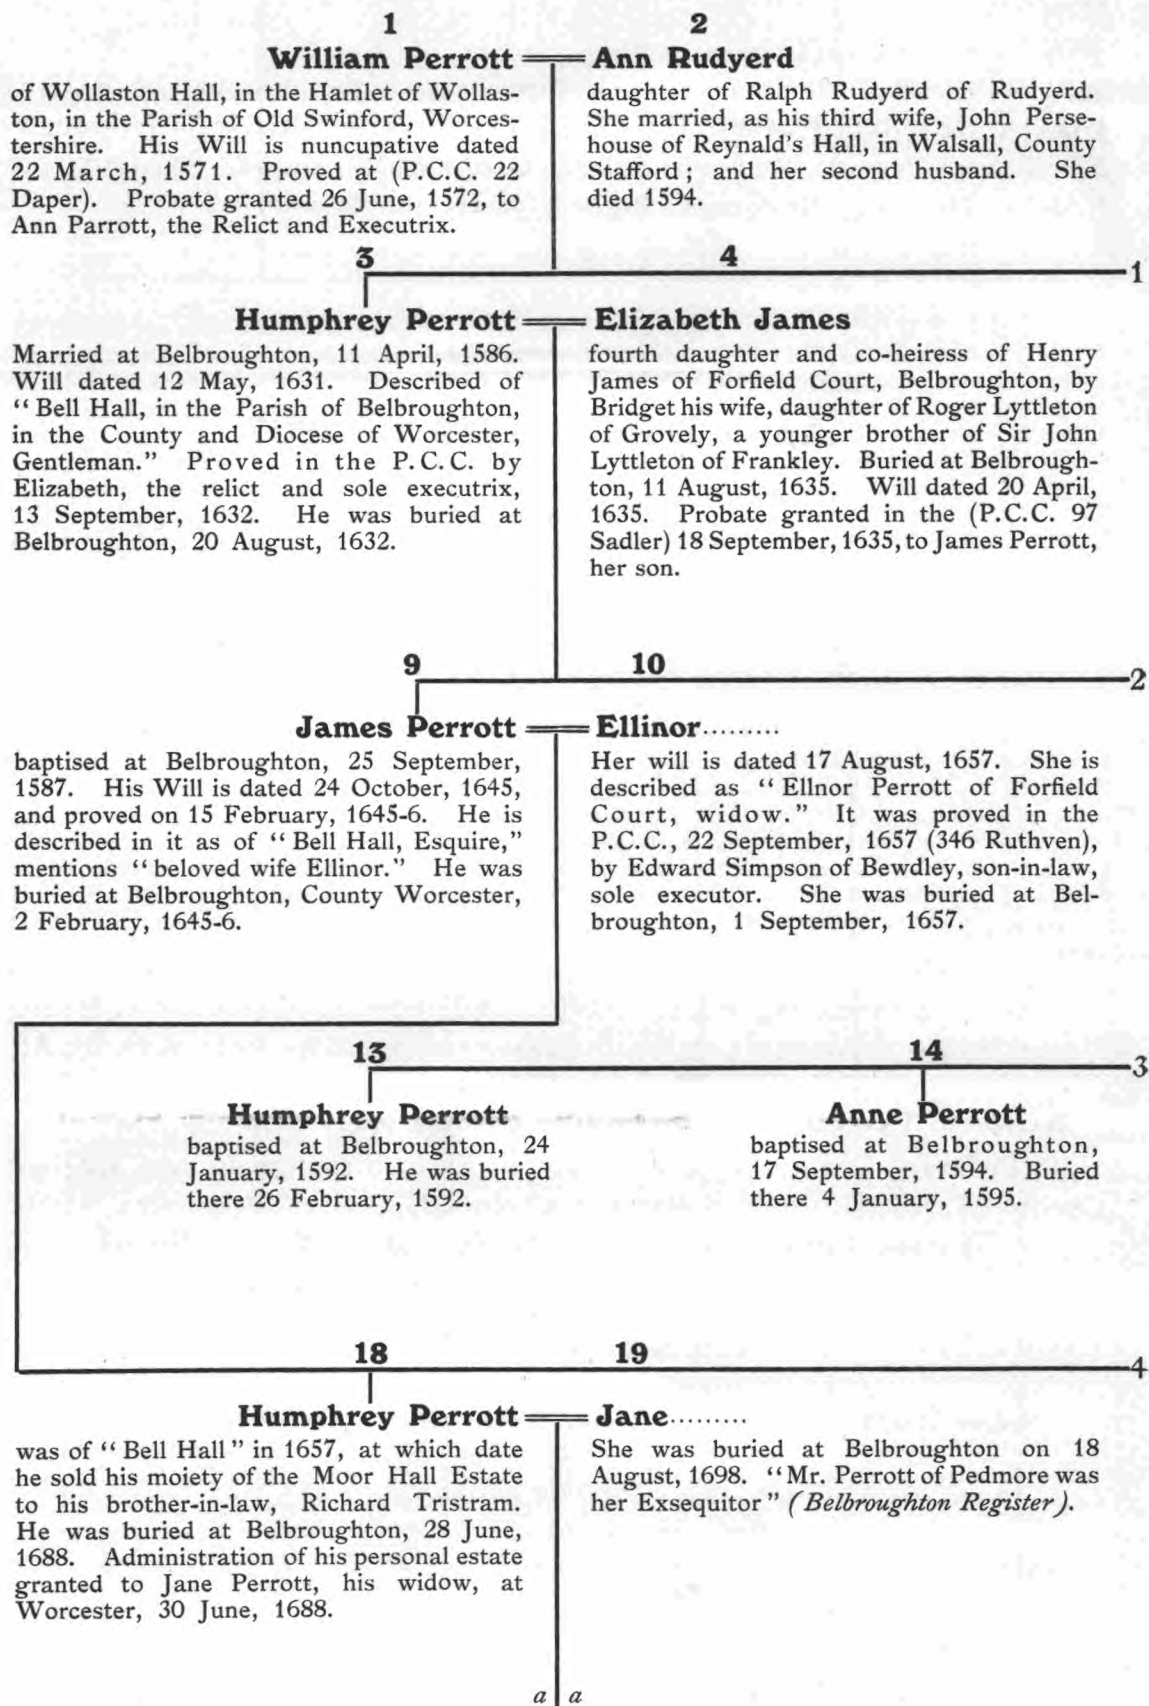 1 2
William Perrott Ann Rudyerd
of Wollaston Hall, in the Hamlet of Wollas-
ton, in the Parish of Old Swinford, Worces-
tershire. His Will is nuncupative dated
22 March, 1571. Proved at (P.C.C. 22
Daper). Probate granted 26 June, 1572, to
Ann Parrott, the Relict and Executrix.
daughter of Ralph Rudyerd of Rudyerd.
She married, as his third wife, John Perse-
house of Reynald's Hall, in Walsall, County
Stafford; and her second husband. She
died 1594.
3 4 1
Humphrey Perrott Elizabeth James
Married at Belbroughton, 11 April, 1586.
Will dated 12 May, 1631. Described of
"Bell Hall, in the Parish of Belbroughton,
in the County and Diocese of Worcester,
Gentleman." Proved in the P.C.C. by
Elizabeth, the relict and sole executrix,
13 September, 1632. He was buried at
Belbroughton, 20 August, 1632.
fourth daughter and co-heiress of Henry
James of Forfield Court, Belbroughton, by
Bridget his wife, daughter of Roger Lyttleton
of Grovely, a younger brother of Sir John
Lyttleton of Frankley. Buried at Belbrough-
ton, 11 August, 1635. Will dated 20 April,
1635. Probate granted in the (P.C.C. 97
Sadler) 18 September, 1635, to James Perrott,
her son.
9 10 2
James Perrott Ellinor.........
baptised at Belbroughton, 25 September,
1587. His Will is dated 24 October, 1645,
and proved on 15 February, 1645-6. He is
described in it as of "Bell Hall, Esquire,"
mentions "beloved wife Ellinor." He was
buried at Belbroughton, County Worcester,
2 February, 1645-6.
Her will is dated 17 August, 1657. She is
described as "Ellnor Perrott of Forfield
Court, widow." It was proved in the
P.C.C., 22 September, 1657 (346 Ruthven),
by Edward Simpson of Bewdley, son-in-law,
sole executor. She was buried at Bel-
broughton, 1 September, 1657.
13 14 3
Humphrey Perrott Anne Perrott
baptised at Belbroughton, 24
January, 1592. He was buried
there 26 February, 1592.
baptised at Belbroughton,
17 September, 1594. Buried
there 4 January, 1595.
18 19 4
Humphrey Perrott Jane.........
was of "Bell Hall" in 1657, at which date
he sold his moiety of the Moor Hall Estate
to his brother-in-law, Richard Tristram.
He was buried at Belbroughton, 28 June,
1688. Administration of his personal estate
granted to Jane Perrott, his widow, at
Worcester, 30 June, 1688.
She was buried at Belbroughton on 18
August, 1698. "Mr. Perrott of Pedmore was
her Exsequitor" (Belbroughton Register).
a a